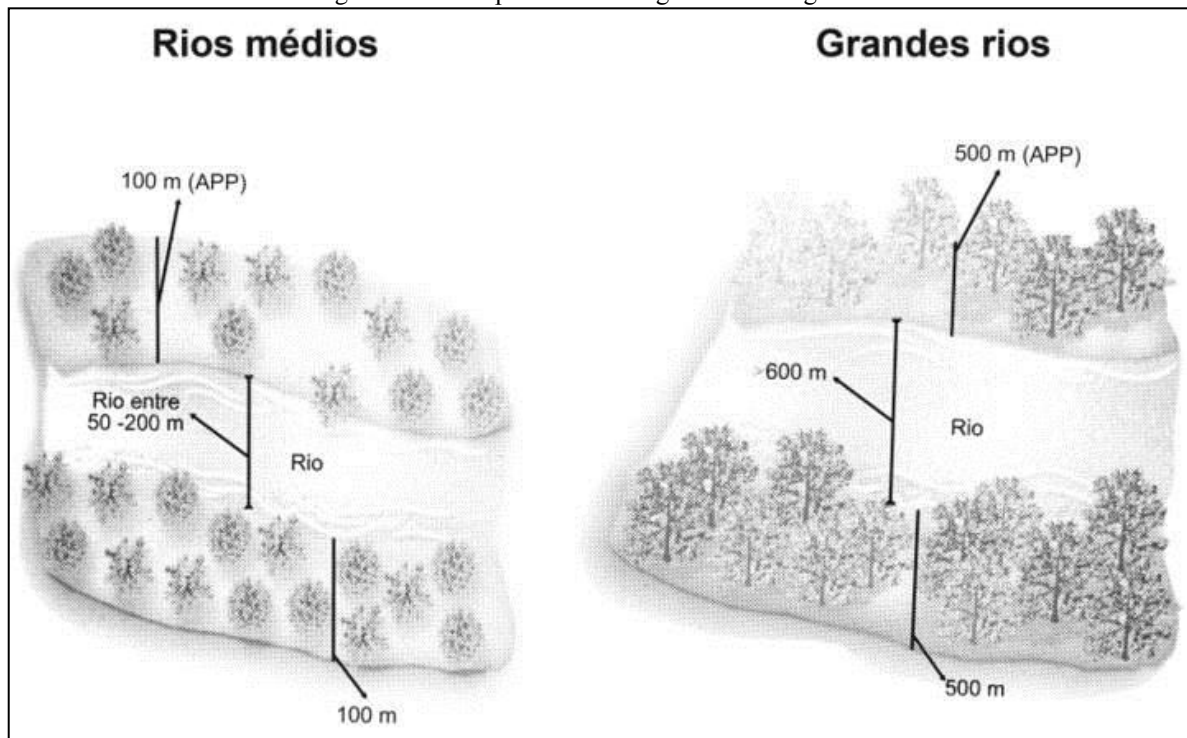 Rios médios
100 m (APP)
Rio entre
50 -200 m
Rio
100 m
Grandes rios
500 m (APP)
>600 m
Rio
500 m